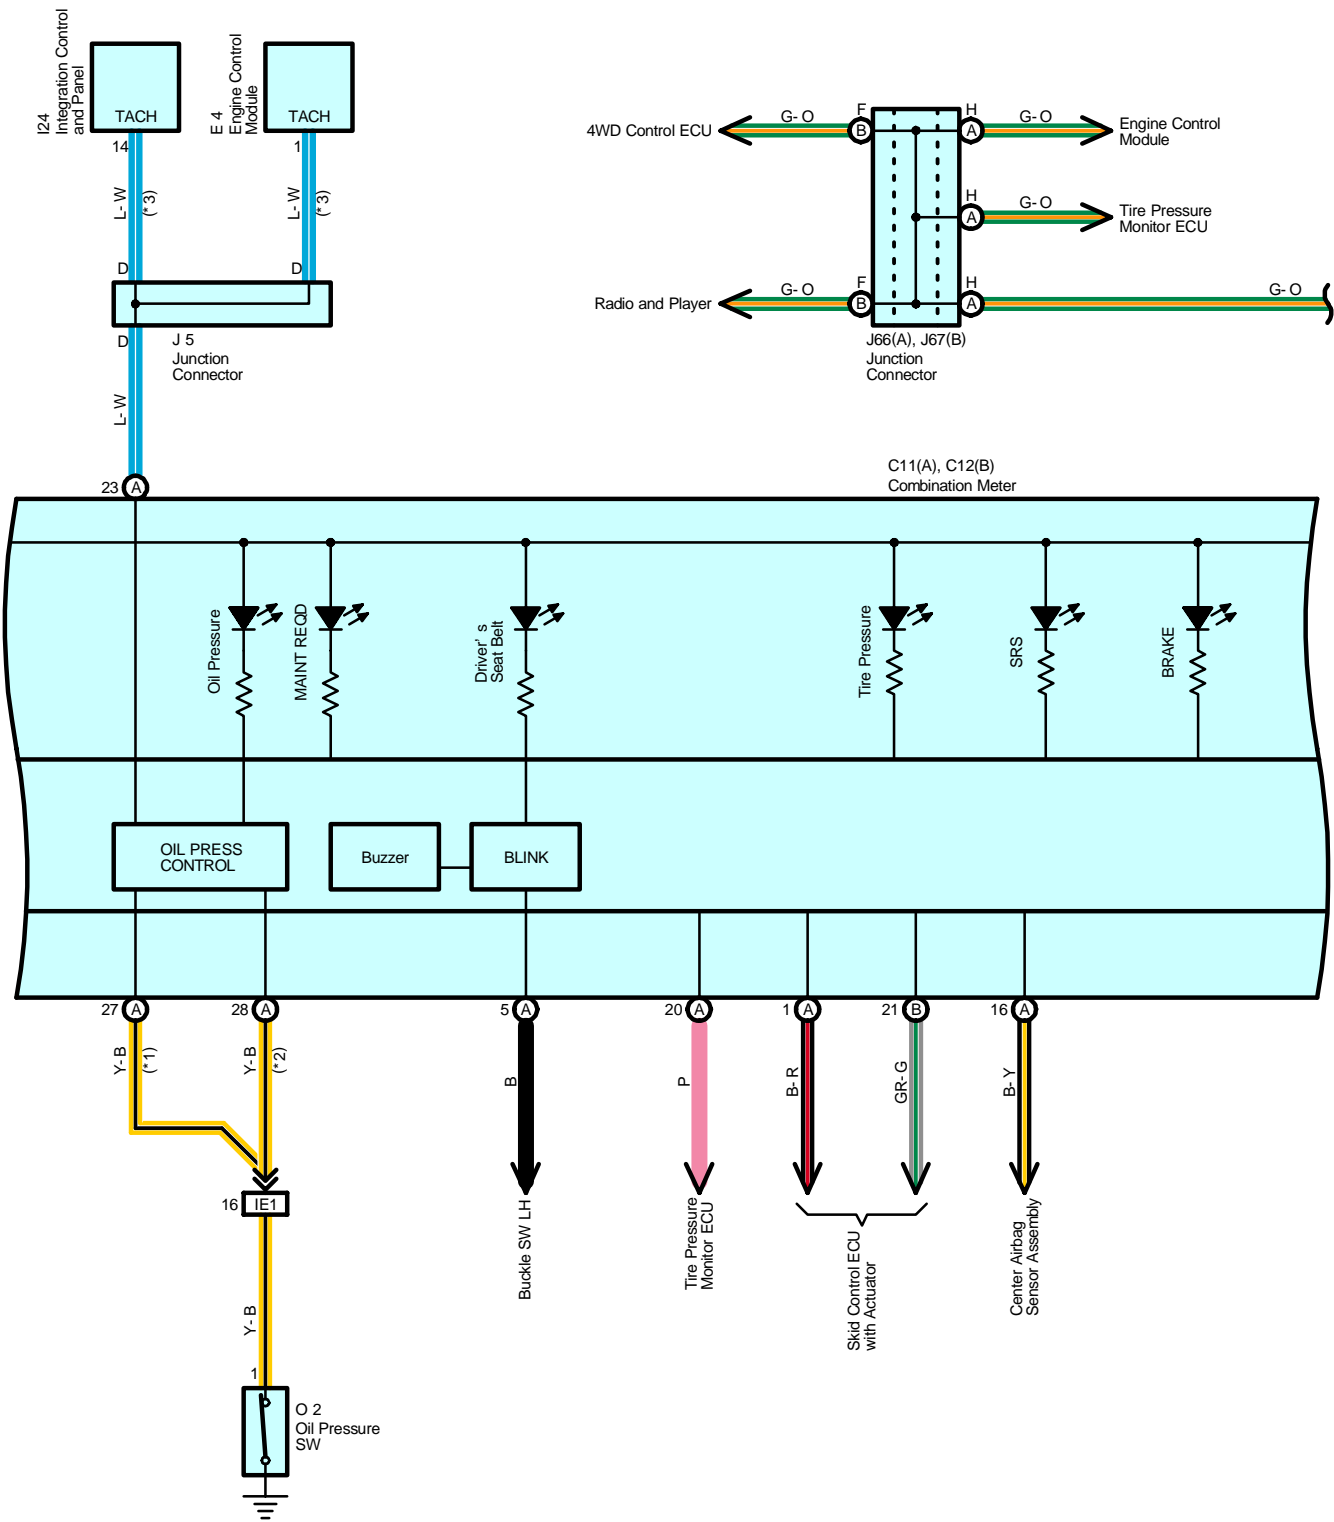 I24
Integration Control
and Panel
TACH
14
L- W
(* 3)
D
E 4
Engine Control
Module
TACH
1
L- W
(* 3)
D
D
J 5
Junction
Connector
L- W
23
A
4WD Control ECU
G- O
F
B
H
A
G- O
Engine Control
Module
H
A
G- O
Tire Pressure
Monitor ECU
Radio and Player
G- O
F
B
H
A
G- O
J66(A), J67(B)
Junction
Connector
C11(A), C12(B)
Combination Meter
Oil Pressure
MAINT REQD
Driver' s
Seat Belt
Tire Pressure
SRS
BRAKE
OIL PRESS
CONTROL
Buzzer
BLINK
27
A
28
A
5
A
20
A
1
A
21
B
16
A
Y- B
(* 1)
Y- B
(* 2)
B
P
B- R
GR- G
B- Y
16
IE1
Buckle SW LH
Tire Pressure
Monitor ECU
Skid Control ECU
with Actuator
Center Airbag
Sensor Assembly
Y- B
1
O 2
Oil Pressure
SW